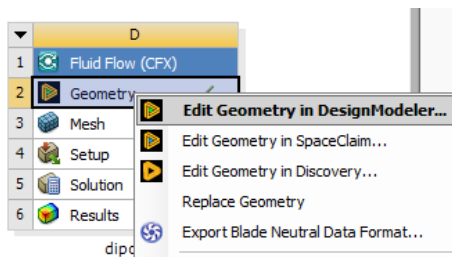 D
1 Fluid Flow (CFX)
2 Geometry
Edit Geometry in DesignModeler...
3 Mesh
Edit Geometry in SpaceClaim...
4 Setup
Edit Geometry in Discovery...
5 Solution
Replace Geometry
6 Results
Export Blade Neutral Data Format...